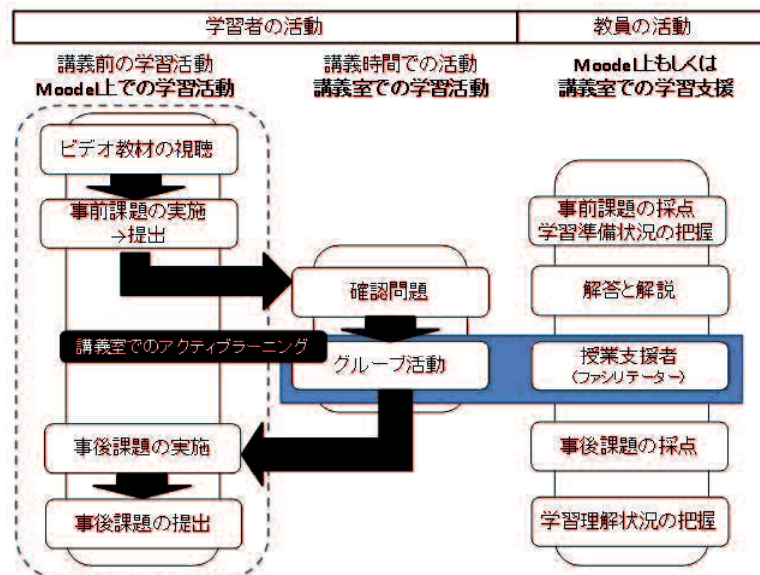 学習者の活動
教員の活動
講義前の学習活動
Moodel上での学習活動
講義時間での活動
講義室での学習活動
Moodel上もしくは
講義室での学習支援
ビデオ教材の視聴
事前課題の実施
→提出
事前課題の採点
学習準備状況の把握
確認問題
解答と解説
講義室でのアクティブラーニング
グループ活動
授業支援者
(ファシリテーター)
事後課題の実施
事後課題の採点
事後課題の提出
学習理解状況の把握